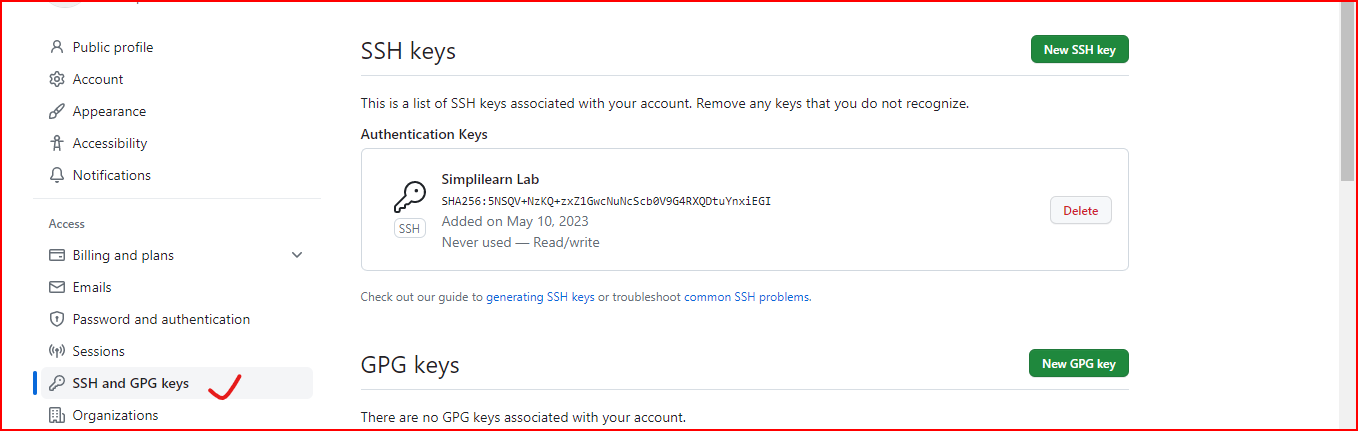 Public profile
Account
Appearance
Accessibility
Notifications
Access
Billing and plans
Emails
Password and authentication
Sessions
SSH and GPG keys
Organizations
SSH keys
New SSH key
This is a list of SSH keys associated with your account. Remove any keys that you do not recognize.
Authentication Keys
Simplilearn Lab
SHA256:5NSQV+NzKQ+zxZ1GwcNuNcScb0V9G4RXQDtuYnxiEGI
Added on May 10, 2023
Never used — Read/write
SSH
Delete
Check out our guide to generating SSH keys or troubleshoot common SSH problems.
GPG keys
New GPG key
There are no GPG keys associated with your account.